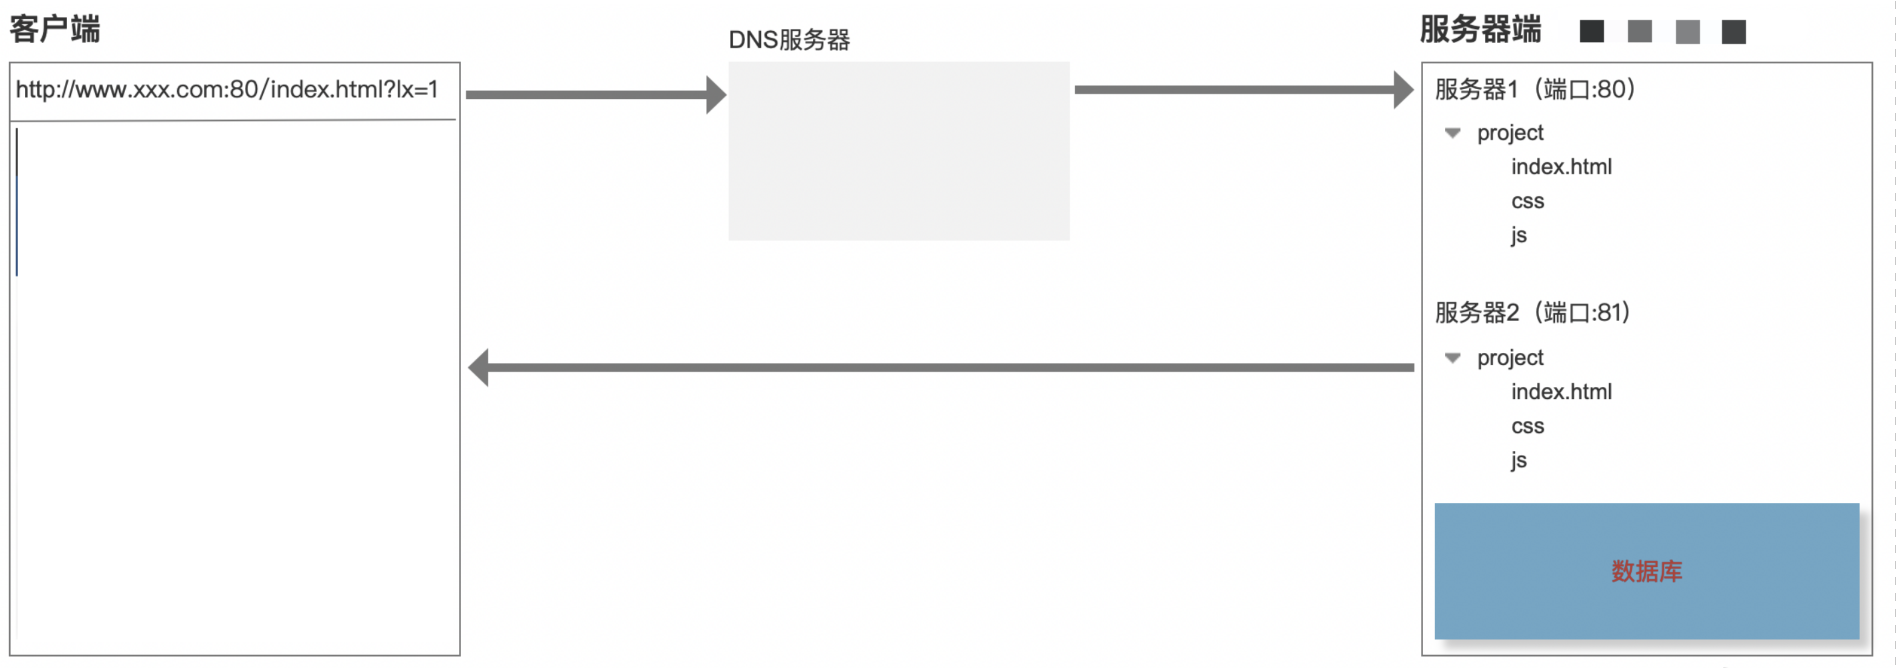 客户端
http://www.xxx.com:80/index.html?lx=1
DNS服务器
服务器端
服务器1（端口:80）
project
index.html
css
js
服务器2（端口:81）
project
index.html
css
js
数据库